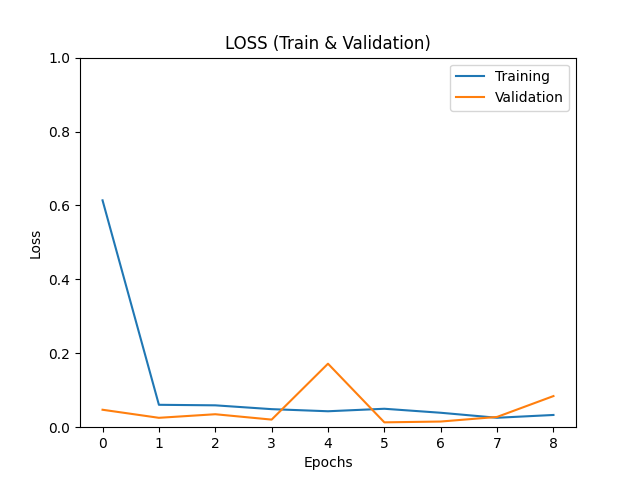 LOSS (Train & Validation)
1.0
0.8
0.6
0.4
0.2
0.0
Loss
Training
Validation
0 1 2 3 4 5 6 7 8
Epochs